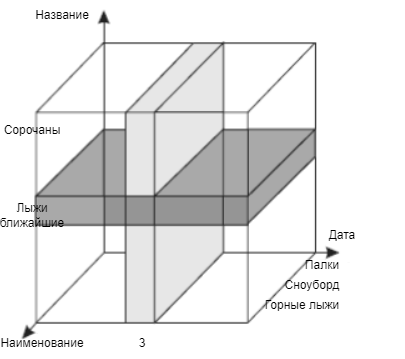 Название
Сорочаны
Лыжи
ближайшие
Дата
Палки
Сноуборд
Горные лыжи
Наименование
3